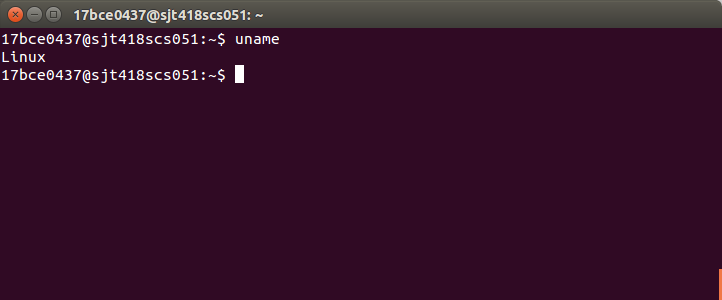 17bce0437@sjt418scs051: ~
17bce0437@sjt418scs051:~$ uname
Linux
17bce0437@sjt418scs051:~$